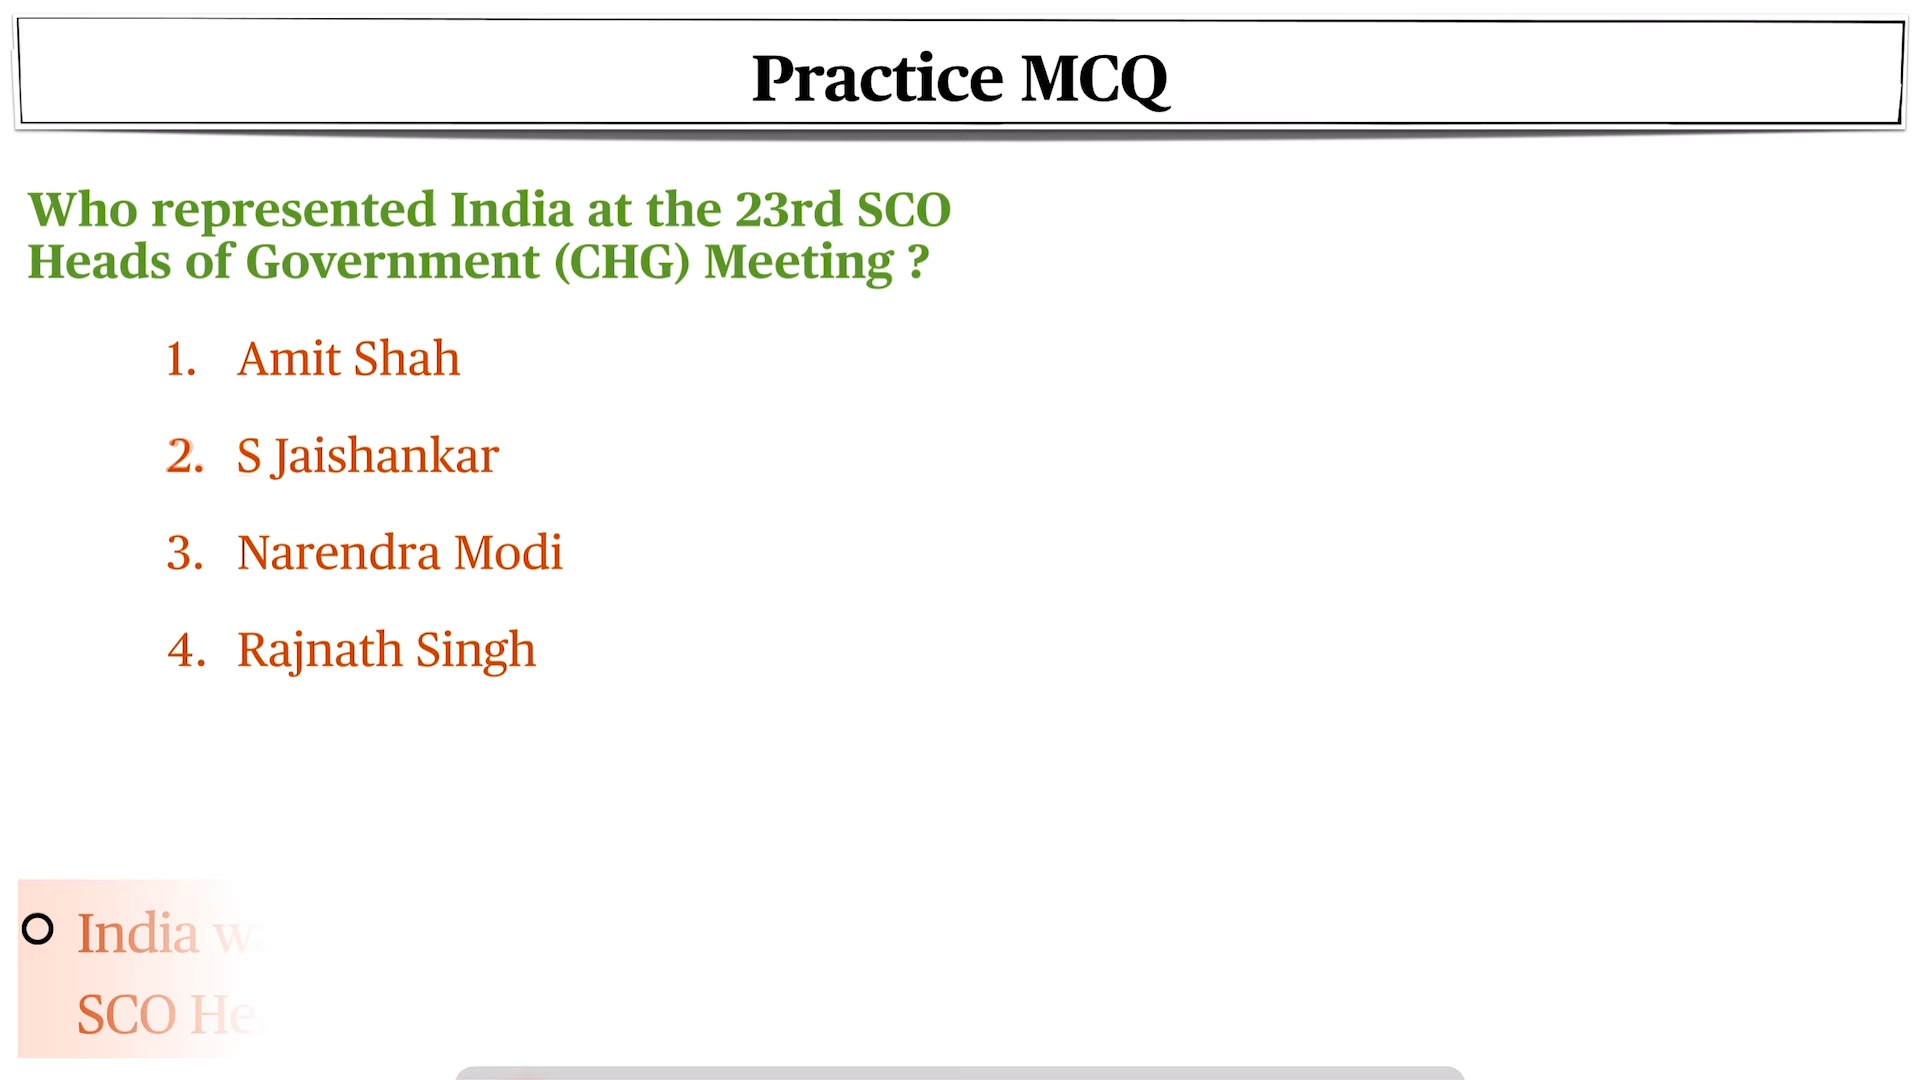 Practice MCQ
Who represented India at the 23rd SCO
Heads of Government (CHG) Meeting ?
1. Amit Shah
2. S Jaishankar
3. Narendra Modi
4. Rajnath Singh
India
SCO